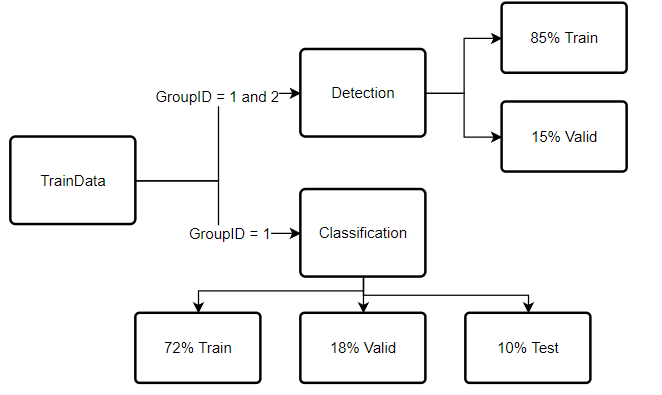 85% Train
GroupID = 1 and 2
Detection
15% Valid
TrainData
GroupID = 1
Classification
72% Train
18% Valid
10% Test